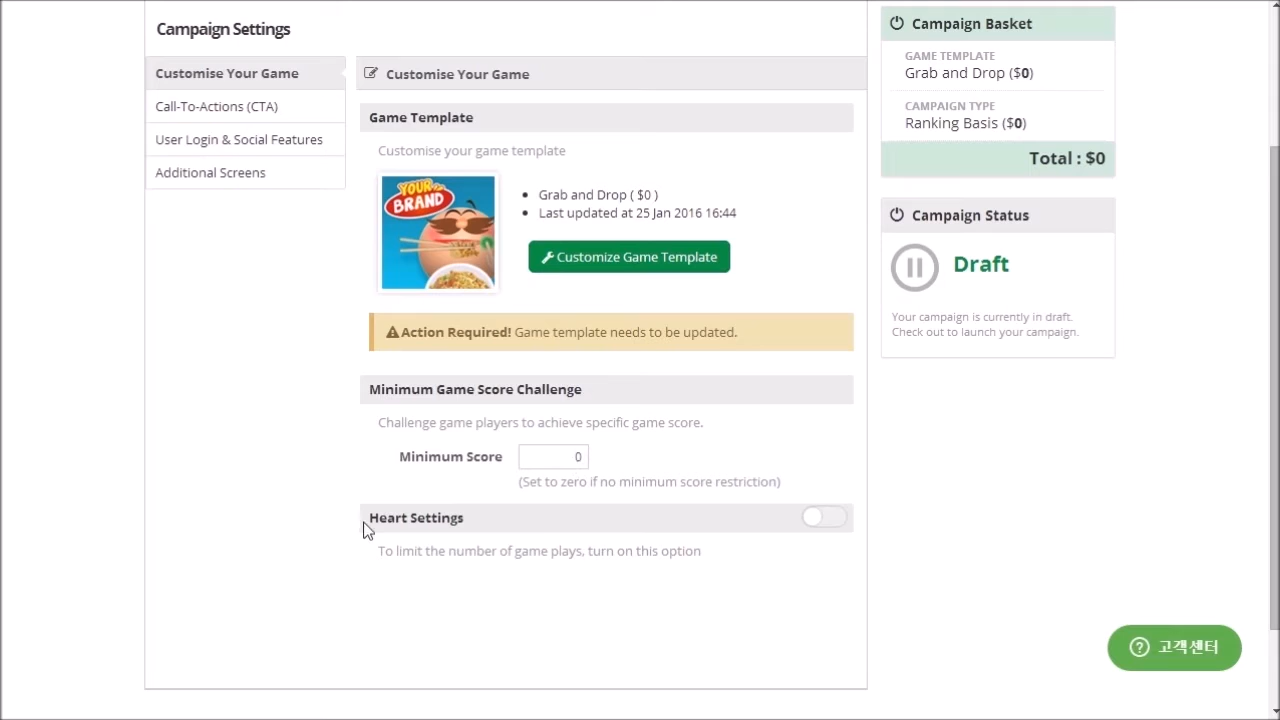 Campaign Settings
Customise Your Game
Call-To-Actions (CTA)
User Login & Social Features
Additional Screens
Customise Your Game
Game Template
Customise your game template
YOUR
BRAND
Grab and Drop ( $0 )
Last updated at 25 Jan 2016 16:44
Customize Game Template
Action Required! Game template needs to be updated.
Minimum Game Score Challenge
Challenge game players to achieve specific game score.
Minimum Score 0
(Set to zero if no minimum score restriction)
Heart Settings
To limit the number of game plays, turn on this option
Campaign Basket
GAME TEMPLATE
Grab and Drop ($0)
CAMPAIGN TYPE
Ranking Basis ($0)
Total : $0
Campaign Status
Draft
Your campaign is currently in draft.
Check out to launch your campaign.
고객센터